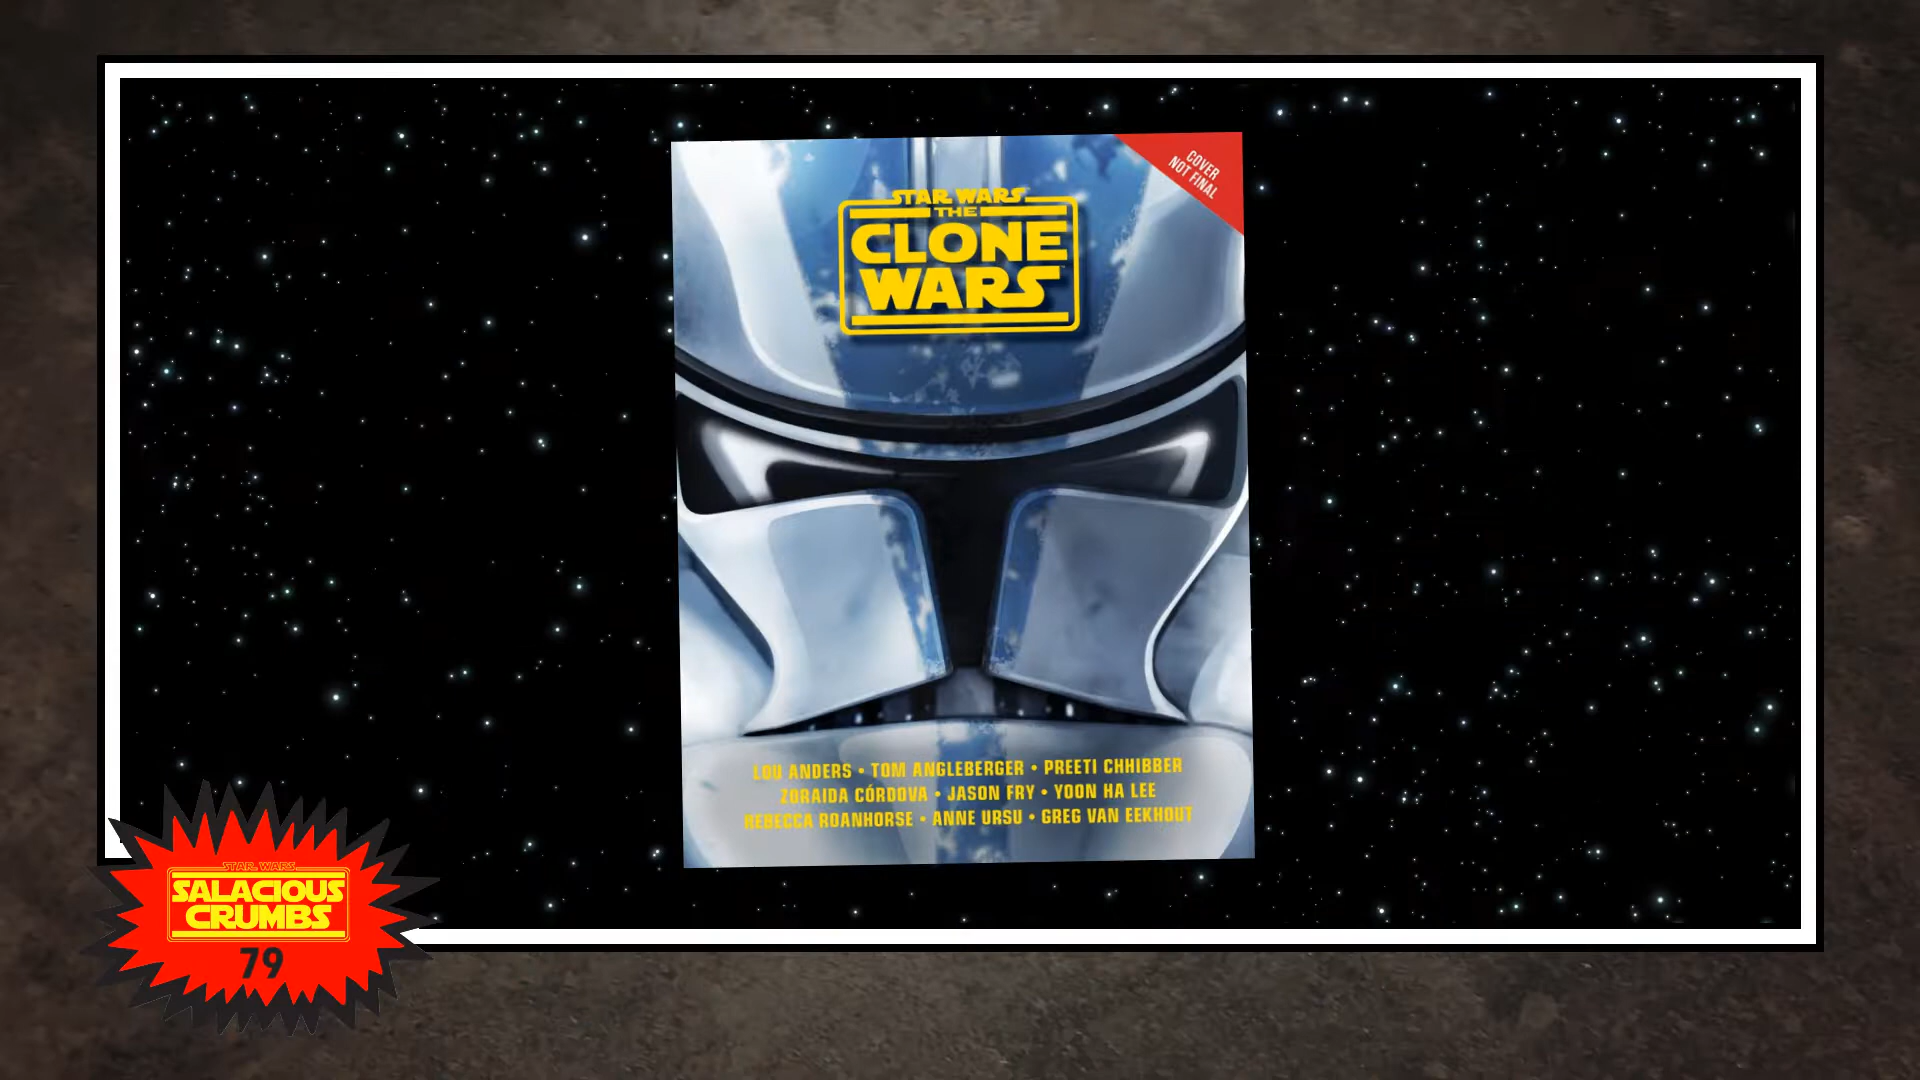 COVER
NOT FINAL
STAR WARS
THE
CLONE
WARS
LOU ANDERS • TOM ANGLEBERGER • PREETI CHHIBBER
ZORAIDA CÓRDOVA • JASON FRY • YOON HA LEE
REBECCA ROANHORSE • ANNE URSU • GREG VAN EEKHOUT
STAR WARS
SALACIOUS
CRUMBS
79